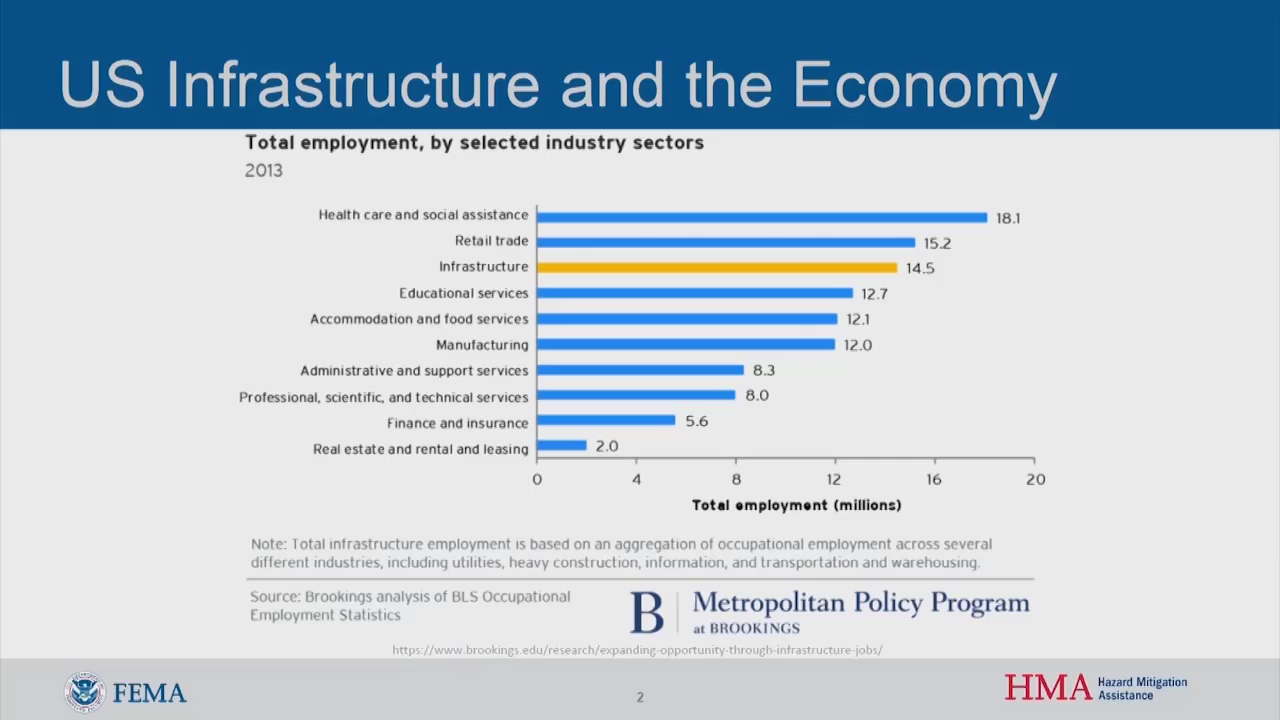 US Infrastructure and the Economy
Total employment, by selected industry sectors
2013
Health care and social assistance 18.1
Retail trade 15.2
Infrastructure 14.5
Educational services 12.7
Accommodation and food services 12.1
Manufacturing 12.0
Administrative and support services 8.3
Professional, scientific, and technical services 8.0
Finance and insurance 5.6
Real estate and rental and leasing 2.0
0 4 8 12 16 20
Total employment (millions)
Note: Total infrastructure employment is based on an aggregation of occupational employment across several
different industries, including utilities, heavy construction, information, and transportation and warehousing.
Source: Brookings analysis of BLS Occupational
Employment Statistics
B Metropolitan Policy Program
at BROOKINGS
https://www.brookings.edu/research/expanding-opportunity-through-infrastructure-jobs/
FEMA
2
HMA Hazard Mitigation
Assistance